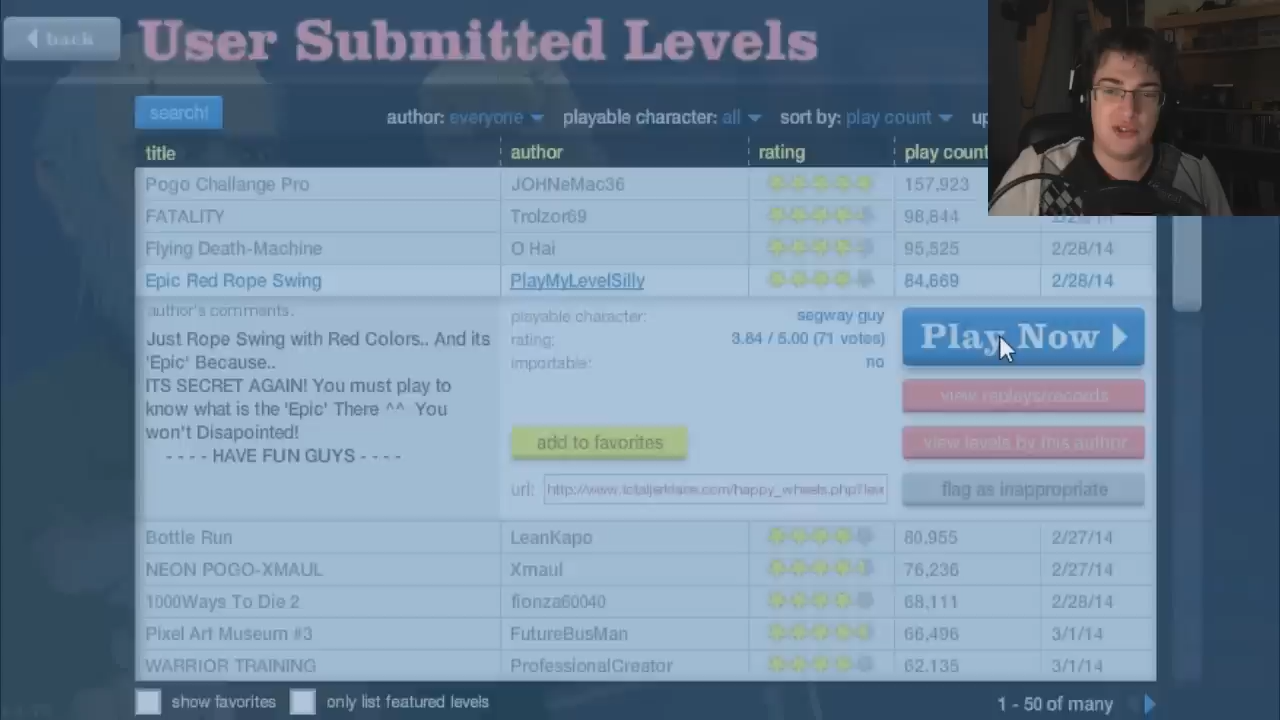 back
User Submitted Levels
search!
author: everyone
playable character: all
sort by: play count
up
title
author
rating
play count
Pogo Challange Pro
JOHNeMac36
157,923
FATALITY
Trolzor69
98,844
Flying Death-Machine
O Hai
95,525
2/28/14
Epic Red Rope Swing
PlayMyLevelSilly
84,669
2/28/14
author's comments:
Just Rope Swing with Red Colors.. And its
'Epic' Because..
ITS SECRET AGAIN! You must play to
know what is the 'Epic' There ^^ You
won't Disapointed!
- - - - HAVE FUN GUYS - - - -
playable character:
segway guy
rating:
3.84 / 5.00 (71 votes)
importable:
no
add to favorites
url:
Play Now
view replays/records
view levels by this author
flag as inappropriate
Bottle Run
LeanKapo
80,955
2/27/14
NEON POGO-XMAUL
Xmaul
76,236
2/27/14
1000Ways To Die 2
fionza60040
68,111
2/28/14
Pixel Art Museum #3
FutureBusMan
66,496
3/1/14
WARRIOR TRAINING
ProfessionalCreator
62,135
3/1/14
show favorites
only list featured levels
1 - 50 of many